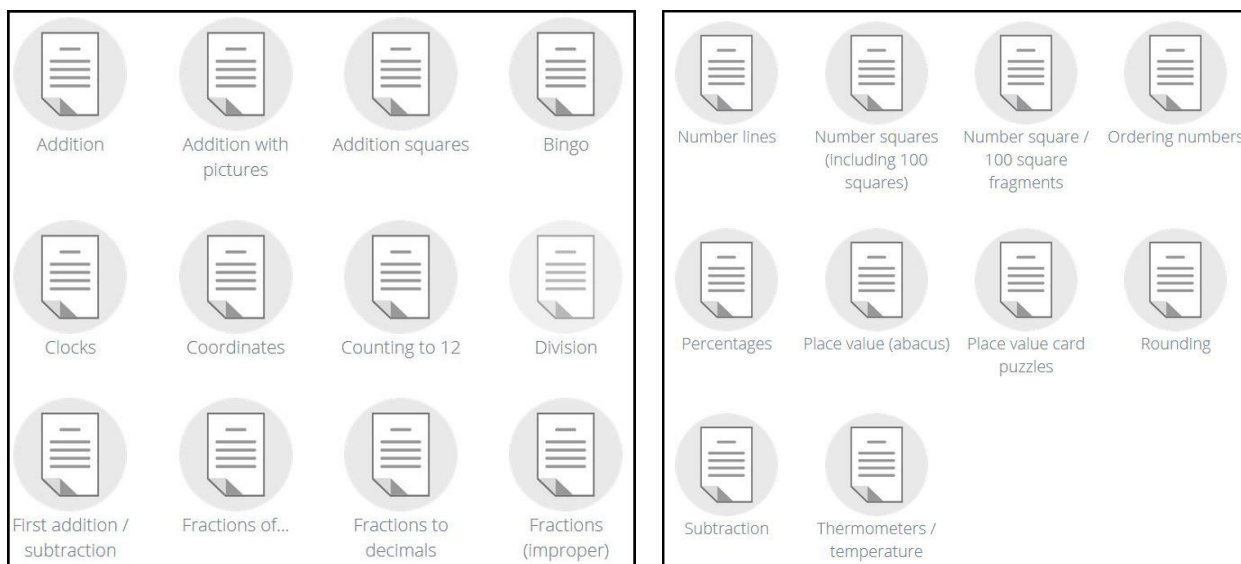 Addition
Addition with
pictures
Addition squares
Bingo
Clocks
Coordinates
Counting to 12
Division
First addition /
subtraction
Fractions of...
Fractions to
decimals
Fractions
(improper)
Number lines
Number squares
(including 100
squares)
Number square /
100 square
fragments
Ordering numbers
Percentages
Place value (abacus)
Place value card
puzzles
Rounding
Subtraction
Thermometers /
temperature